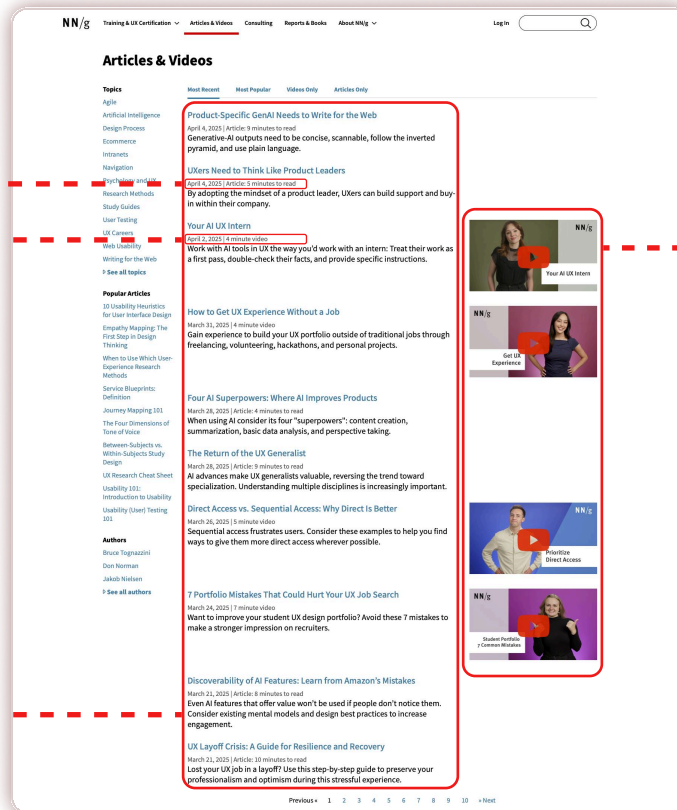 NN/g Training & UX Certification Articles & Videos Consulting Reports & Books About NN/g Log In
Articles & Videos
Topics
Agile
Artificial Intelligence
Design Process
Ecommerce
Intranets
Navigation
Psychology and UX
Research Methods
Study Guides
User Testing
UX Careers
Web Usability
Writing for the Web
See all topics
Popular Articles
10 Usability Heuristics
for User Interface Design
Empathy Mapping: The
First Step in Design
Thinking
When to Use Which User-
Experience Research
Methods
Service Blueprints:
Definition
Journey Mapping 101
The Four Dimensions of
Tone of Voice
Between-Subjects vs.
Within-Subjects Study
Design
UX Research Cheat Sheet
Usability 101:
Introduction to Usability
Usability (User) Testing
101
Authors
Bruce Tognazzini
Don Norman
Jakob Nielsen
See all authors
Most Recent Most Popular Videos Only Articles Only
Product-Specific GenAI Needs to Write for the Web
April 4, 2025 | Article: 9 minutes to read
Generative-AI outputs need to be concise, scannable, follow the inverted
pyramid, and use plain language.
UXers Need to Think Like Product Leaders
April 4, 2025 | Article: 5 minutes to read
By adopting the mindset of a product leader, UXers can build support and buy-
in within their company.
Your AI UX Intern
April 2, 2025 | 4 minute video
Work with AI tools in UX the way you'd work with an intern: Treat their work as
a first pass, double-check their facts, and provide specific instructions.
NN/g
Your AI UX Intern
How to Get UX Experience Without a Job
March 31, 2025 | 4 minute video
Gain experience to build your UX portfolio outside of traditional jobs through
freelancing, volunteering, hackathons, and personal projects.
NN/g
Get UX
Experience
Four AI Superpowers: Where AI Improves Products
March 28, 2025 | Article: 4 minutes to read
When using AI consider its four "superpowers": content creation,
summarization, basic data analysis, and perspective taking.
The Return of the UX Generalist
March 28, 2025 | Article: 9 minutes to read
AI advances make UX generalists valuable, reversing the trend toward
specialization. Understanding multiple disciplines is increasingly important.
Direct Access vs. Sequential Access: Why Direct Is Better
March 26, 2025 | 5 minute video
Sequential access frustrates users. Consider these examples to help you find
ways to give them more direct access wherever possible.
NN/g
Prioritize
Direct Access
7 Portfolio Mistakes That Could Hurt Your UX Job Search
March 24, 2025 | 7 minute video
Want to improve your student UX design portfolio? Avoid these 7 mistakes to
make a stronger impression on recruiters.
NN/g
Student Portfolio
7 Common Mistakes
Discoverability of AI Features: Learn from Amazon's Mistakes
March 21, 2025 | Article: 8 minutes to read
Even AI features that offer value won't be used if people don't notice them.
Consider existing mental models and design best practices to increase
engagement.
UX Layoff Crisis: A Guide for Resilience and Recovery
March 21, 2025 | Article: 10 minutes to read
Lost your UX job in a layoff? Use this step-by-step guide to preserve your
professionalism and optimism during this stressful experience.
Previous « 1 2 3 4 5 6 7 8 9 10 » Next